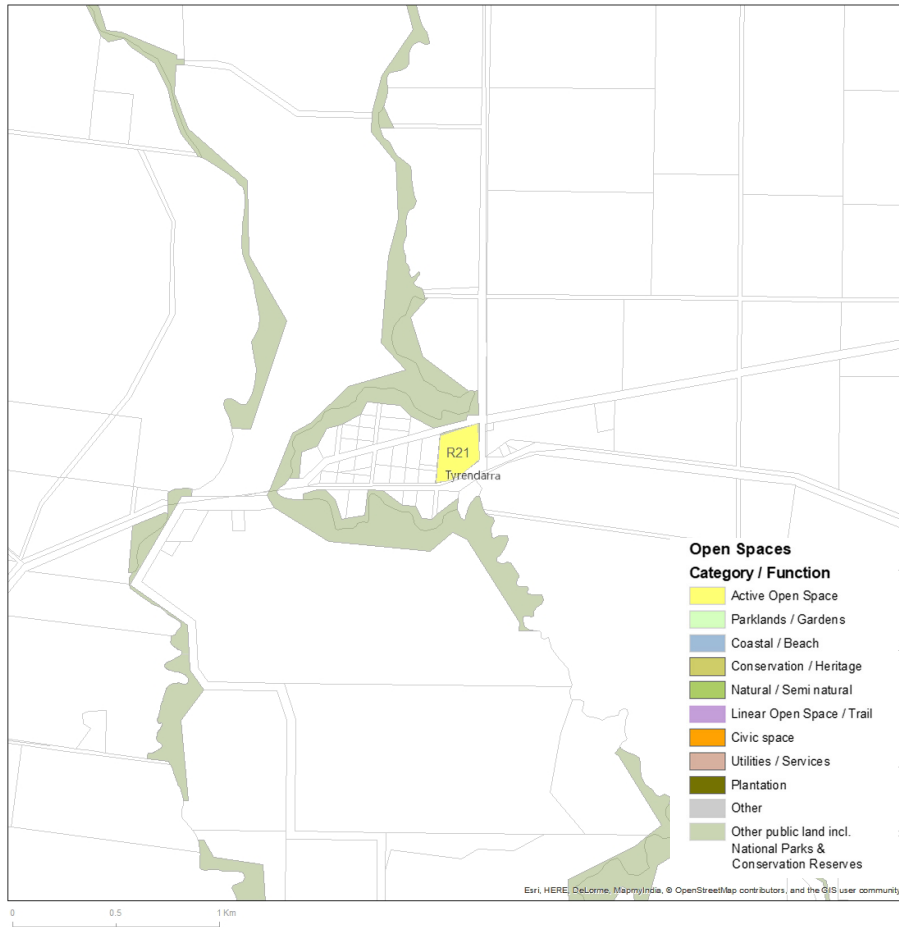 R21
Tyrendarra
Open Spaces
Category / Function
Active Open Space
Parklands / Gardens
Coastal / Beach
Conservation / Heritage
Natural / Semi natural
Linear Open Space / Trail
Civic space
Utilities / Services
Plantation
Other
Other public land incl.
National Parks &
Conservation Reserves
Esri, HERE, DeLorme, MapmyIndia, © OpenStreetMap contributors, and the GIS user community
0 0.5 1 Km